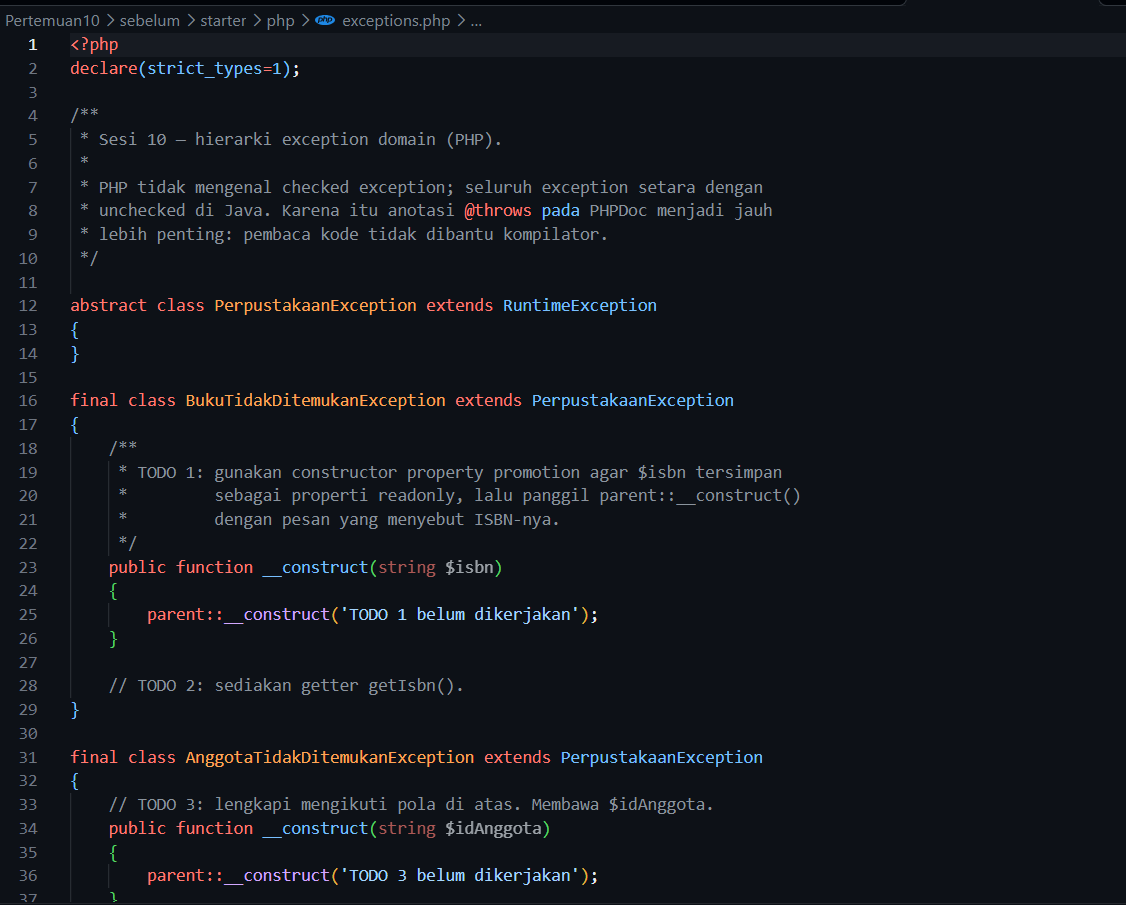 Pertemuan10 > sebelum > starter > php > php exceptions.php > ...
1 <?php
2 declare(strict_types=1);
3
4 /**
5 * Sesi 10 — hierarki exception domain (PHP).
6 *
7 * PHP tidak mengenal checked exception; seluruh exception setara dengan
8 * unchecked di Java. Karena itu anotasi @throws pada PHPDoc menjadi jauh
9 * lebih penting: pembaca kode tidak dibantu kompilator.
10 */
11
12 abstract class PerpustakaanException extends RuntimeException
13 {
14 }
15
16 final class BukuTidakDitemukanException extends PerpustakaanException
17 {
18 /**
19 * TODO 1: gunakan constructor property promotion agar $isbn tersimpan
20 * sebagai properti readonly, lalu panggil parent::__construct()
21 * dengan pesan yang menyebut ISBN-nya.
22 */
23 public function __construct(string $isbn)
24 {
25 parent::__construct('TODO 1 belum dikerjakan');
26 }
27
28 // TODO 2: sediakan getter getIsbn().
29 }
30
31 final class AnggotaTidakDitemukanException extends PerpustakaanException
32 {
33 // TODO 3: lengkapi mengikuti pola di atas. Membawa $idAnggota.
34 public function __construct(string $idAnggota)
35 {
36 parent::__construct('TODO 3 belum dikerjakan');
37 }